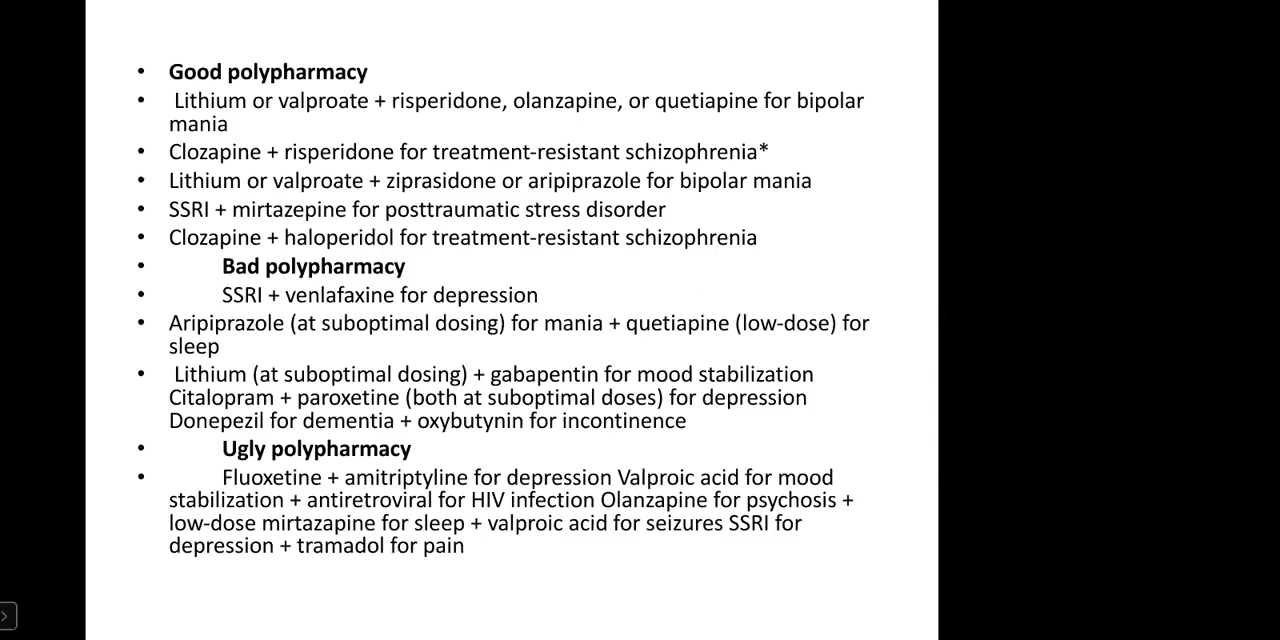 • Good polypharmacy
• Lithium or valproate + risperidone, olanzapine, or quetiapine for bipolar
mania
• Clozapine + risperidone for treatment-resistant schizophrenia*
• Lithium or valproate + ziprasidone or aripiprazole for bipolar mania
• SSRI + mirtazepine for posttraumatic stress disorder
• Clozapine + haloperidol for treatment-resistant schizophrenia
• Bad polypharmacy
• SSRI + venlafaxine for depression
• Aripiprazole (at suboptimal dosing) for mania + quetiapine (low-dose) for
sleep
• Lithium (at suboptimal dosing) + gabapentin for mood stabilization
Citalopram + paroxetine (both at suboptimal doses) for depression
Donepezil for dementia + oxybutynin for incontinence
• Ugly polypharmacy
• Fluoxetine + amitriptyline for depression Valproic acid for mood
stabilization + antiretroviral for HIV infection Olanzapine for psychosis +
low-dose mirtazapine for sleep + valproic acid for seizures SSRI for
depression + tramadol for pain